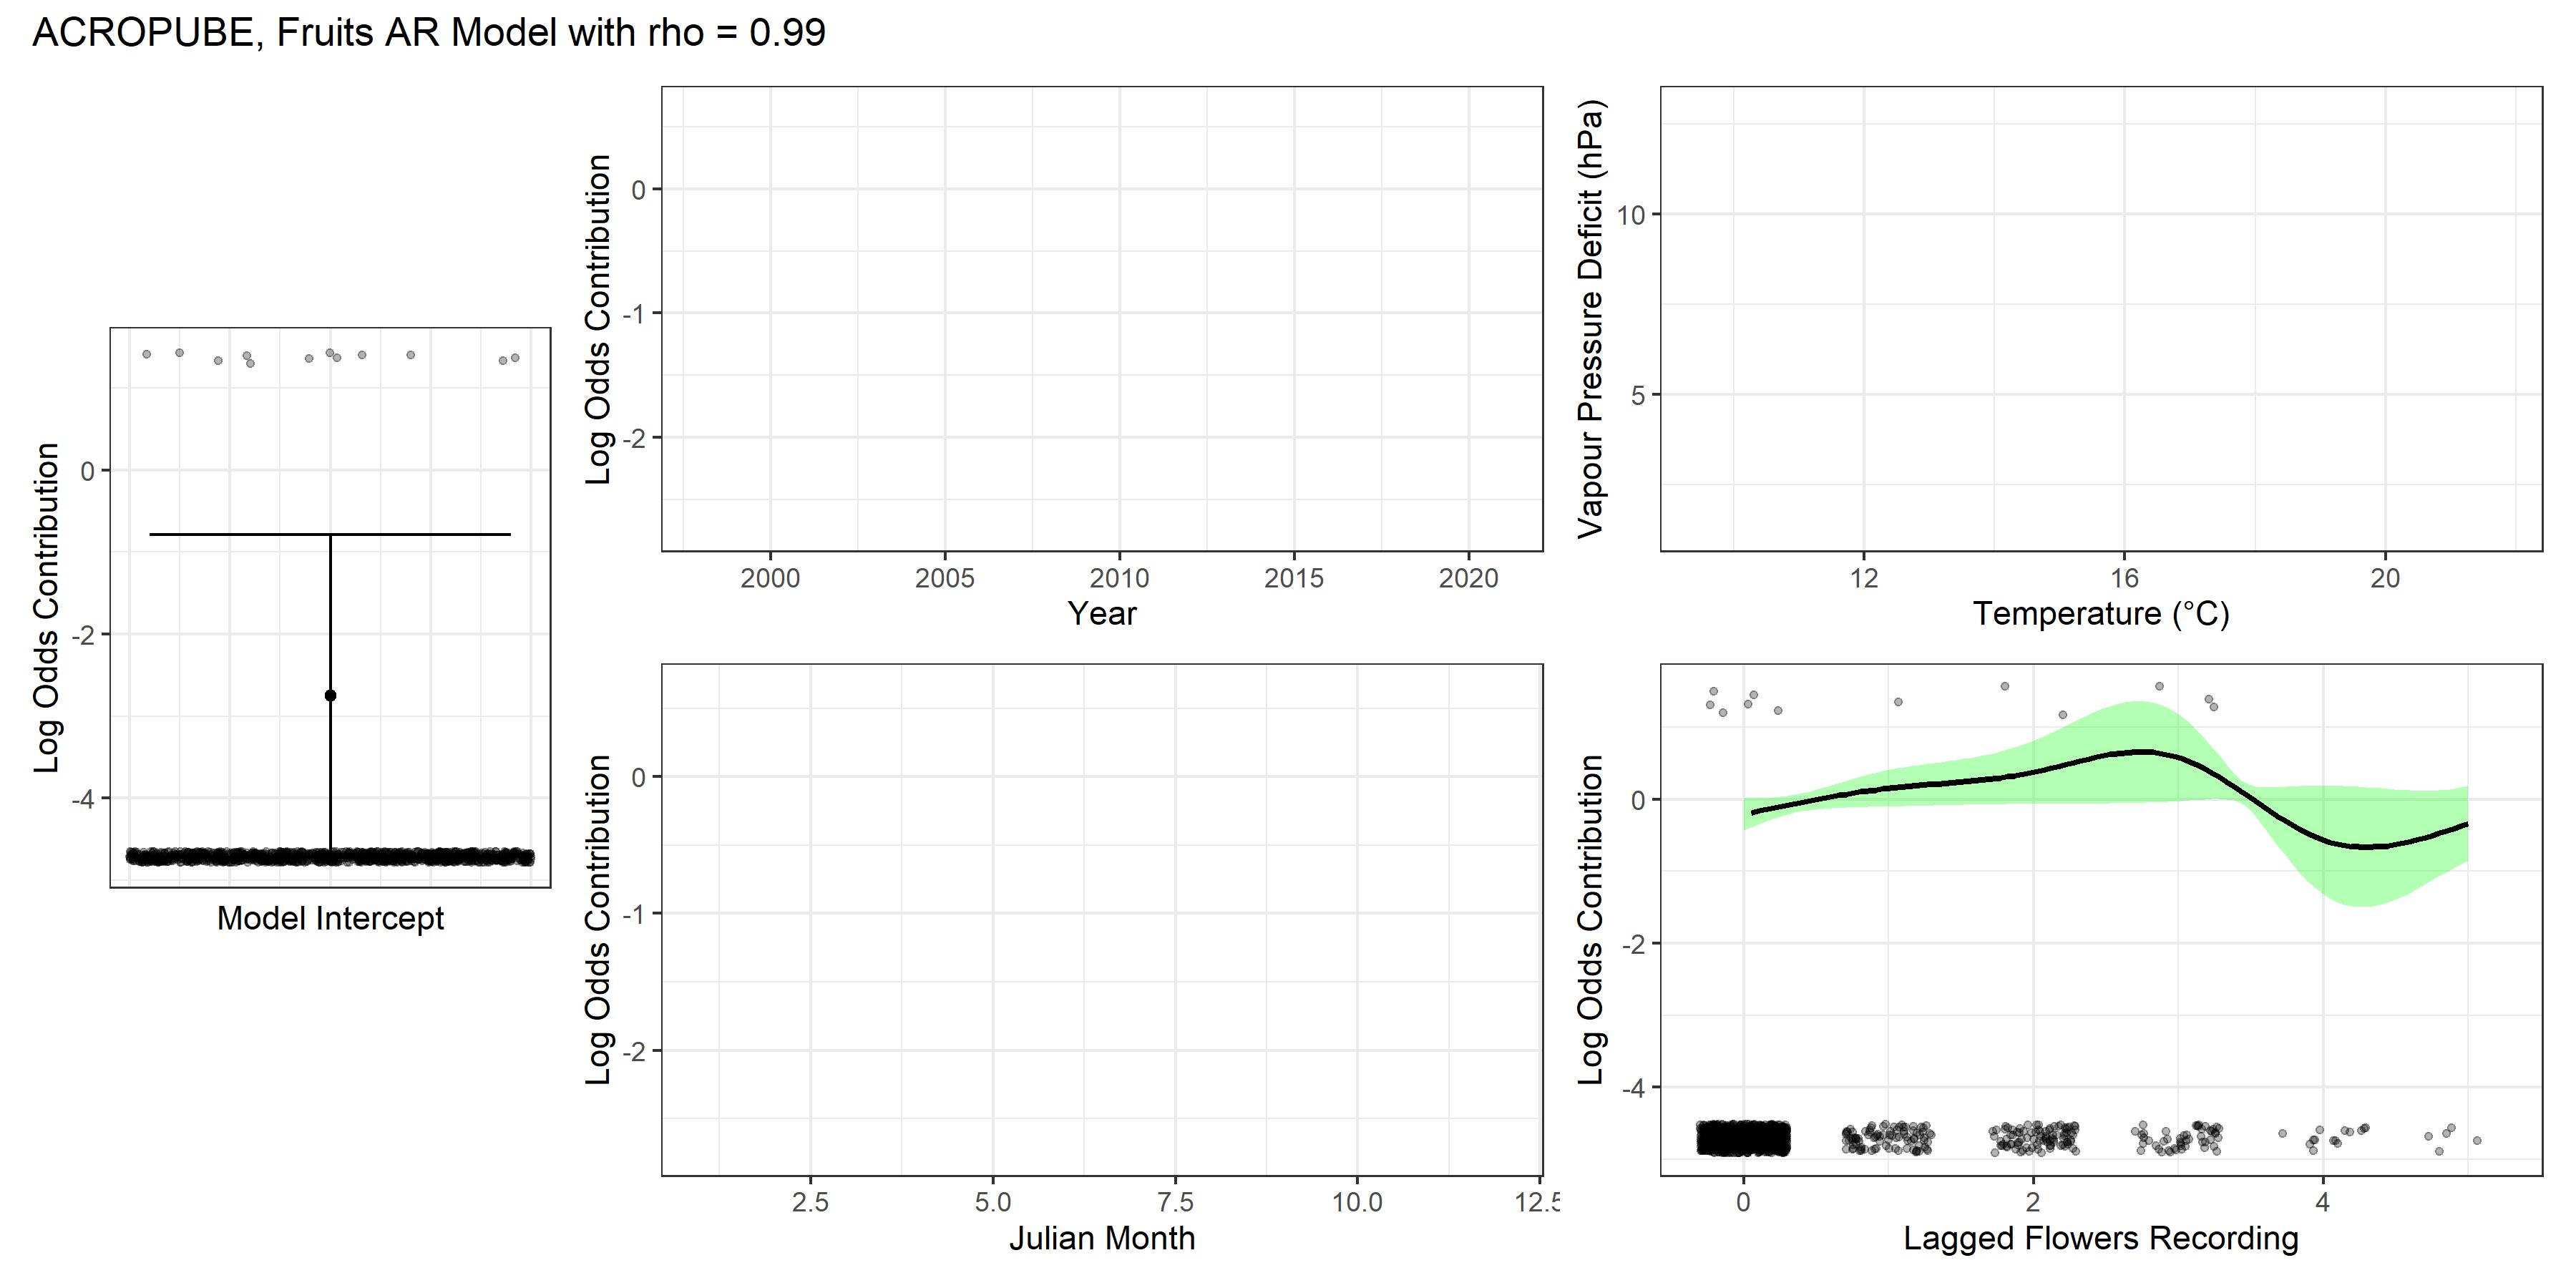 ACROPUBE, Fruits AR Model with rho = 0.99
Log Odds Contribution
0
-2
-4
Model Intercept
Log Odds Contribution
0
-1
-2
2000 2005 2010 2015 2020
Year
Vapour Pressure Deficit (hPa)
10
5
12 16 20
Temperature (°C)
Log Odds Contribution
0
-1
-2
2.5 5.0 7.5 10.0 12.5
Julian Month
Log Odds Contribution
0
-2
-4
0 2 4
Lagged Flowers Recording